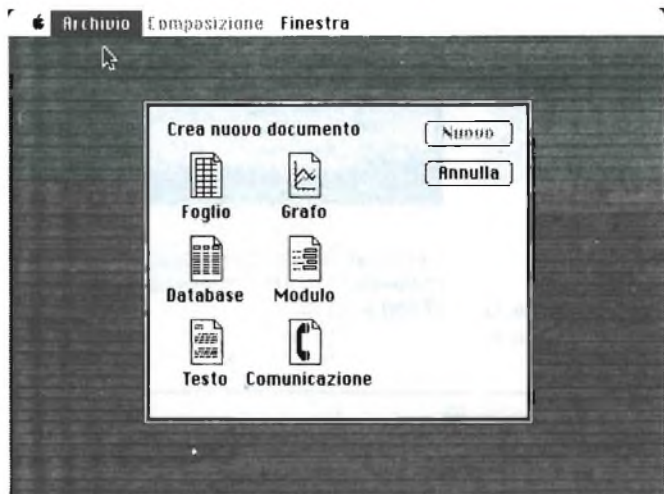 Archivio Composizione Finestra
Crea nuovo documento
Nuovo
Annulla
Foglio Grafo
Database Modulo
Testo Comunicazione